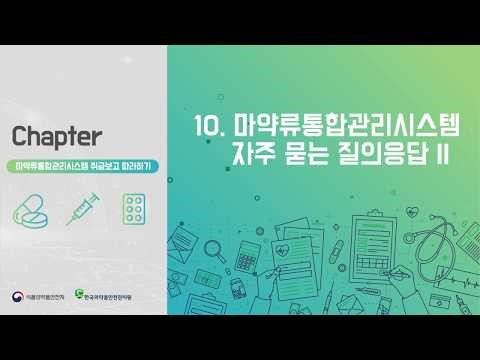 Chapter
마약류통합관리시스템 취급보고 따라하기
식품의약품안전처
한국의약품안전관리원
10. 마약류통합관리시스템
자주 묻는 질의응답 II